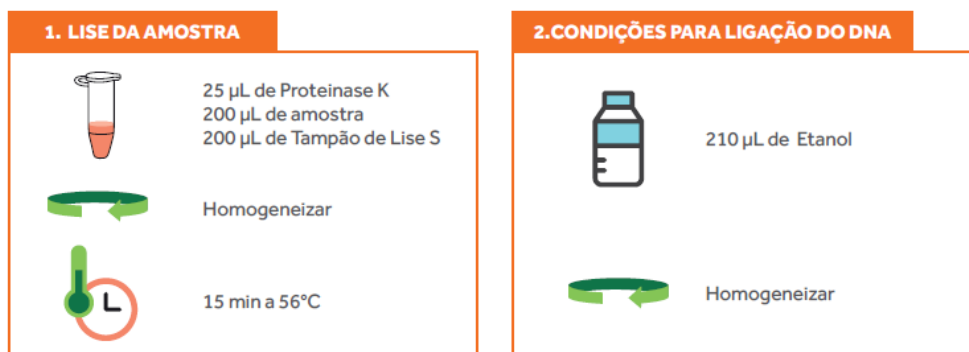 1. LISE DA AMOSTRA
25 µL de Proteinase K
200 µL de amostra
200 µL de Tampão de Lise S
Homogeneizar
15 min a 56°C
2.CONDIÇÕES PARA LIGAÇÃO DO DNA
210 µL de Etanol
Homogeneizar